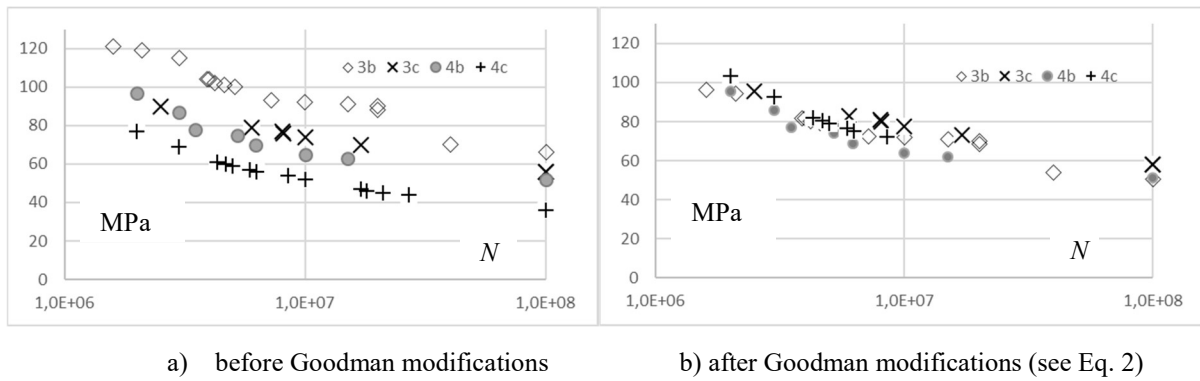 120
100
80
60
40
20
0
◇ 3b × 3c ● 4b + 4c
MPa
N
1,0E+06 1,0E+07 1,0E+08
a) before Goodman modifications
120
100
80
60
40
20
0
◇ 3b × 3c ● 4b + 4c
MPa
N
1,0E+06 1,0E+07 1,0E+08
b) after Goodman modifications (see Eq. 2)